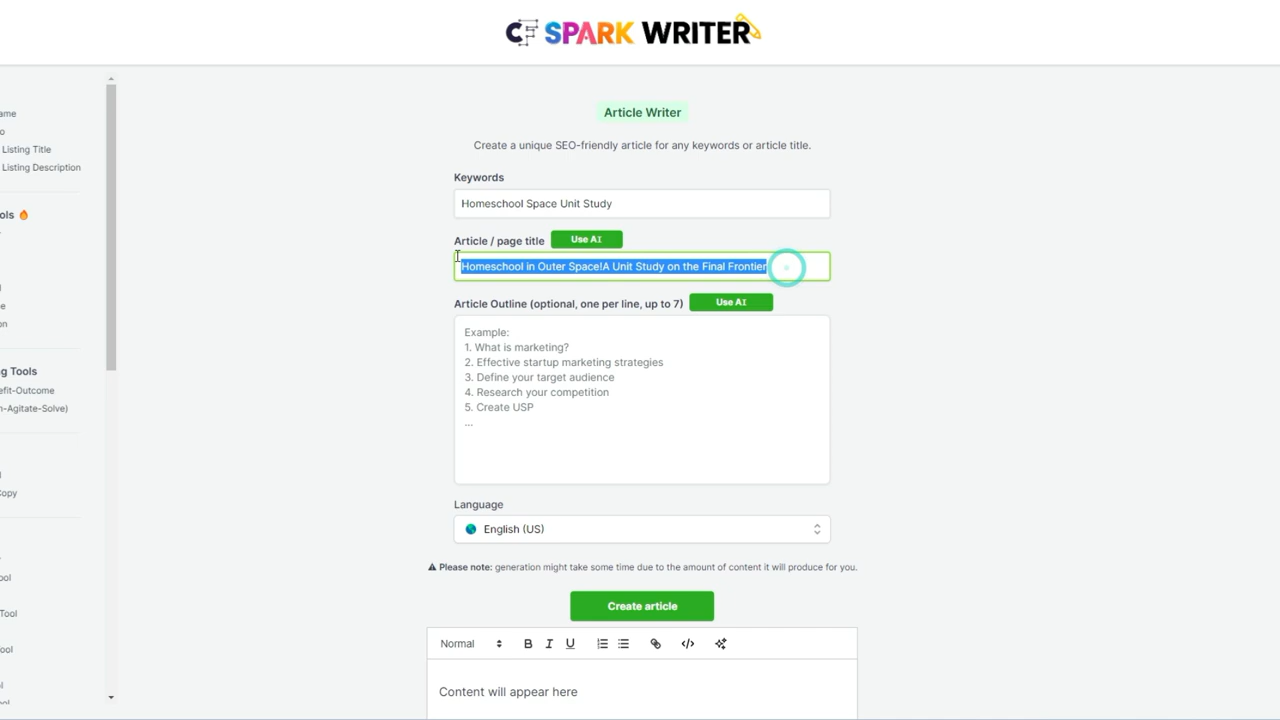 CF SPARK WRITER
Article Writer
Create a unique SEO-friendly article for any keywords or article title.
Keywords
Homeschool Space Unit Study
Article / page title
Use AI
Homeschool in Outer Space!A Unit Study on the Final Frontier
Article Outline (optional, one per line, up to 7)
Use AI
Example:
1. What is marketing?
2. Effective startup marketing strategies
3. Define your target audience
4. Research your competition
5. Create USP
...
Language
English (US)
Please note: generation might take some time due to the amount of content it will produce for you.
Create article
Normal
B I U
Content will appear here
ame
o
Listing Title
Listing Description
ols
e
on
g Tools
efit-Outcome
n-Agitate-Solve)
l
opy
ool
Tool
ool
l
ool